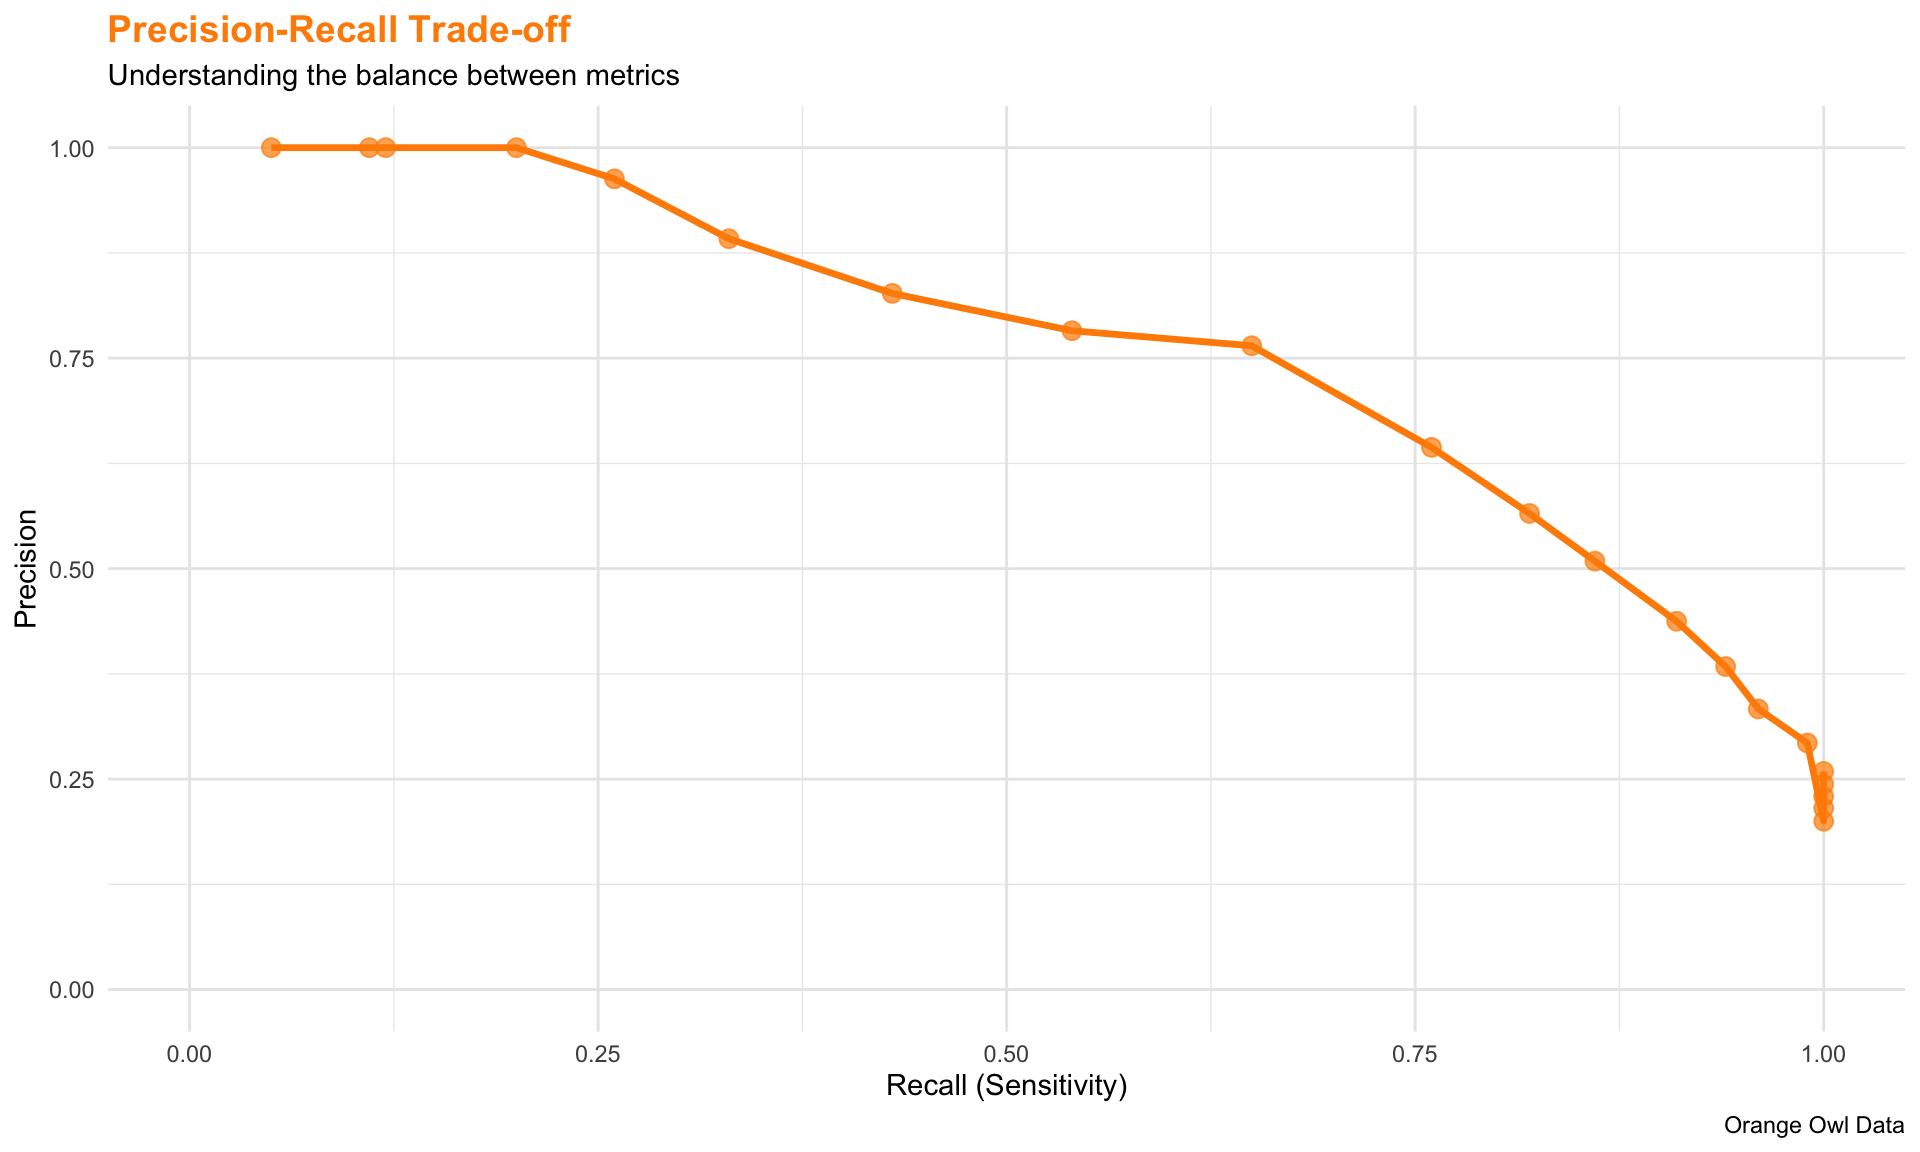 Precision-Recall Trade-off
Understanding the balance between metrics
1.00
0.75
0.50
0.25
0.00
Precision
0.00 0.25 0.50 0.75 1.00
Recall (Sensitivity)
Orange Owl Data